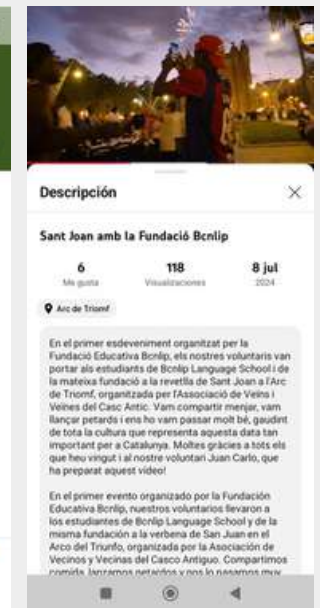 Descripción
Sant Joan amb la Fundació Bcnlip
6
118
8 jul
Me gusta
Visualizaciones
2024
Arc de Triomf
En el primer esdeveniment organitzat per la
Fundació Educativa Bcnlip, els nostres voluntaris van
portar als estudiants de Bcnlip Language School i de
la mateixa fundació a la revetlla de Sant Joan a l'Arc
de Triomf, organitzada per l'Associació de Veïns i
Veïnes del Casc Antic. Vam compartir menjar, vam
llançar petards i ens ho vam passar molt bé, gaudint
de tota la cultura que representa aquesta data tan
important per a Catalunya. Moltes gràcies a tots els
que heu vingut i al nostre voluntari Juan Carlo, que
ha preparat aquest vídeo!
En el primer evento organizado por la Fundación
Educativa Bcnlip, nuestros voluntarios llevaron a
los estudiantes de Bcnlip Language School y de la
misma fundación a la verbena de San Juan en el
Arco del Triunfo, organizada por la Asociación de
Vecinos y Vecinas del Casco Antiguo. Compartimos
comida, lanzamos petardos y nos lo pasamos muy